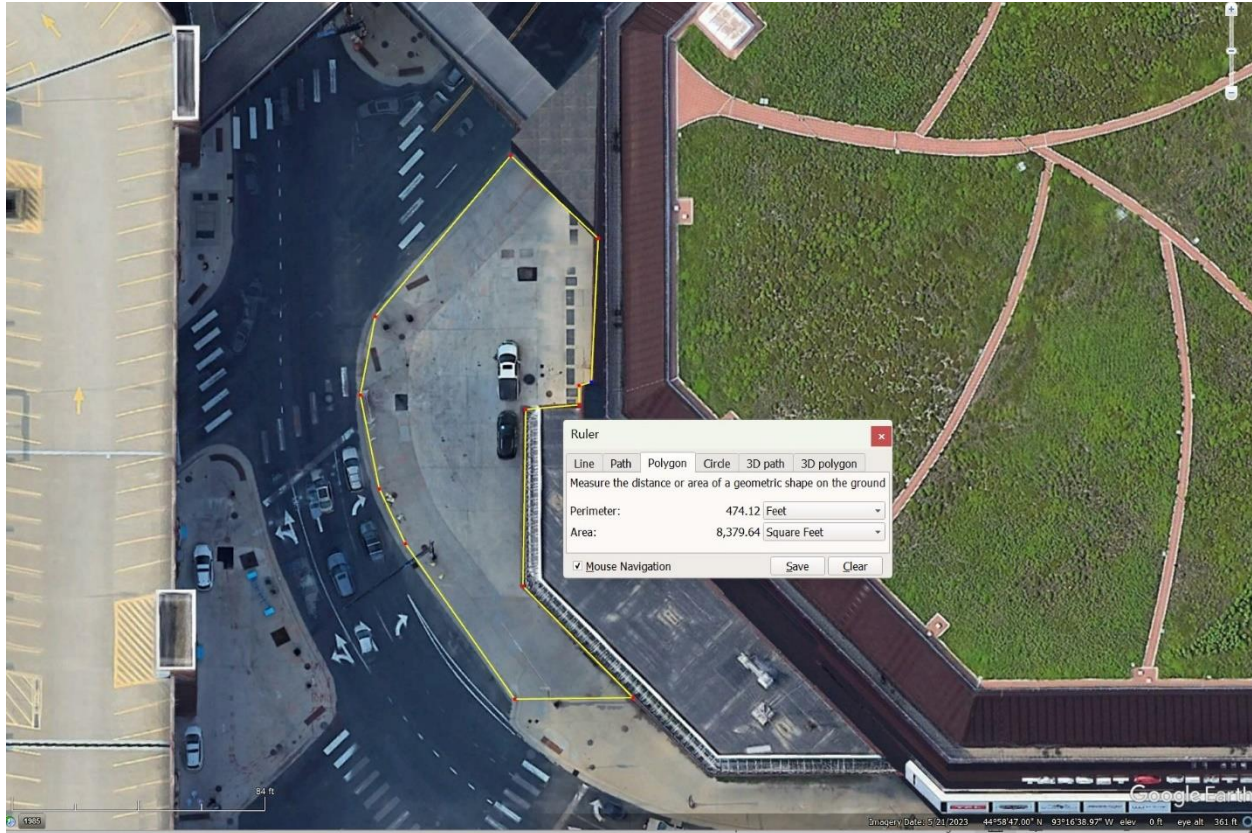 Ruler
Line Path Polygon Circle 3D path 3D polygon
Measure the distance or area of a geometric shape on the ground
Perimeter: 474.12 Feet
Area: 8,379.64 Square Feet
Mouse Navigation Save Clear
84 ft
Google Earth
1985
Imagery Date: 5/21/2023 44°58'47.00" N 93°16'38.97" W elev 0 ft eye alt 361 ft